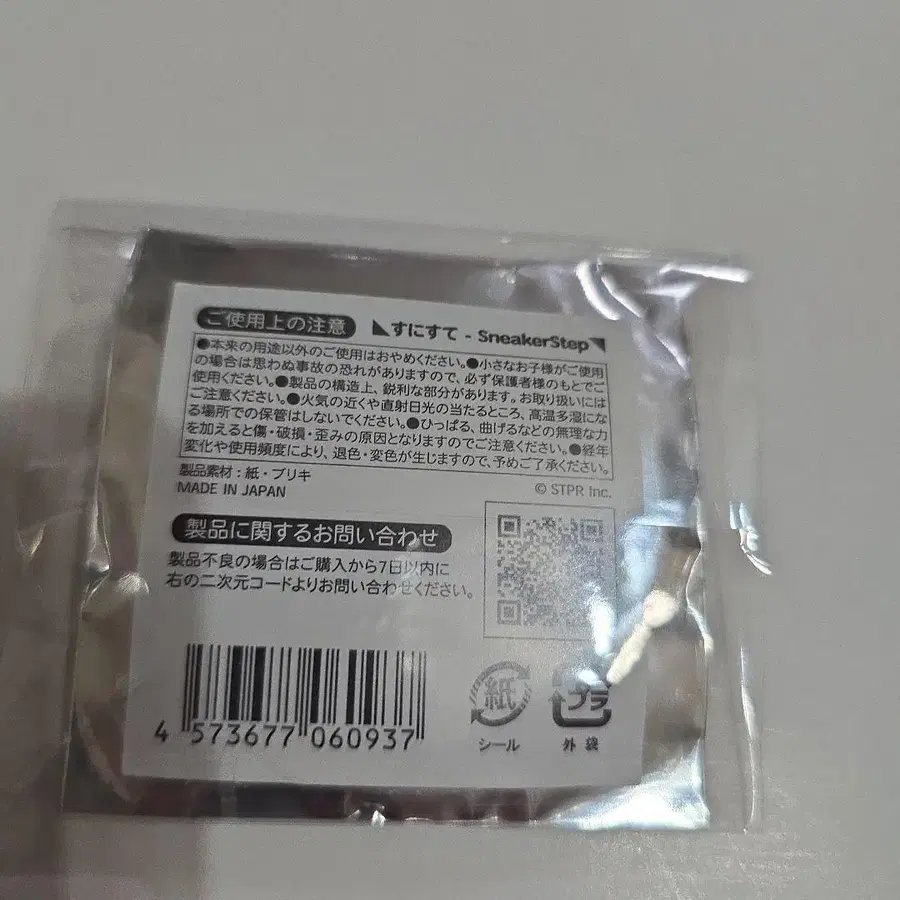 ご使用上の注意
すにすて - SneakerStep
●本来の用途以外のご使用はおやめください。●小さなお子様がご使用
の場合は思わぬ事故の恐れがありますので、必ず保護者様のもとでご
使用ください。●製品の構造上、鋭利な部分があります。お取り扱いには
ご注意ください。●火気の近くや直射日光の当たるところ、高温多湿にな
る場所での保管はしないでください。●ひっぱる、曲げるなどの無理な力
を加えると傷・破損・歪みの原因となりますのでご注意ください。●経年
変化や使用頻度により、退色・変色が生じますので、予めご了承ください。
製品素材：紙・ブリキ
MADE IN JAPAN
© STPR Inc.
製品に関するお問い合わせ
製品不良の場合はご購入から7日以内に
右の二次元コードよりお問い合わせください。
4 573677 060937
紙
シール
プラ
外袋